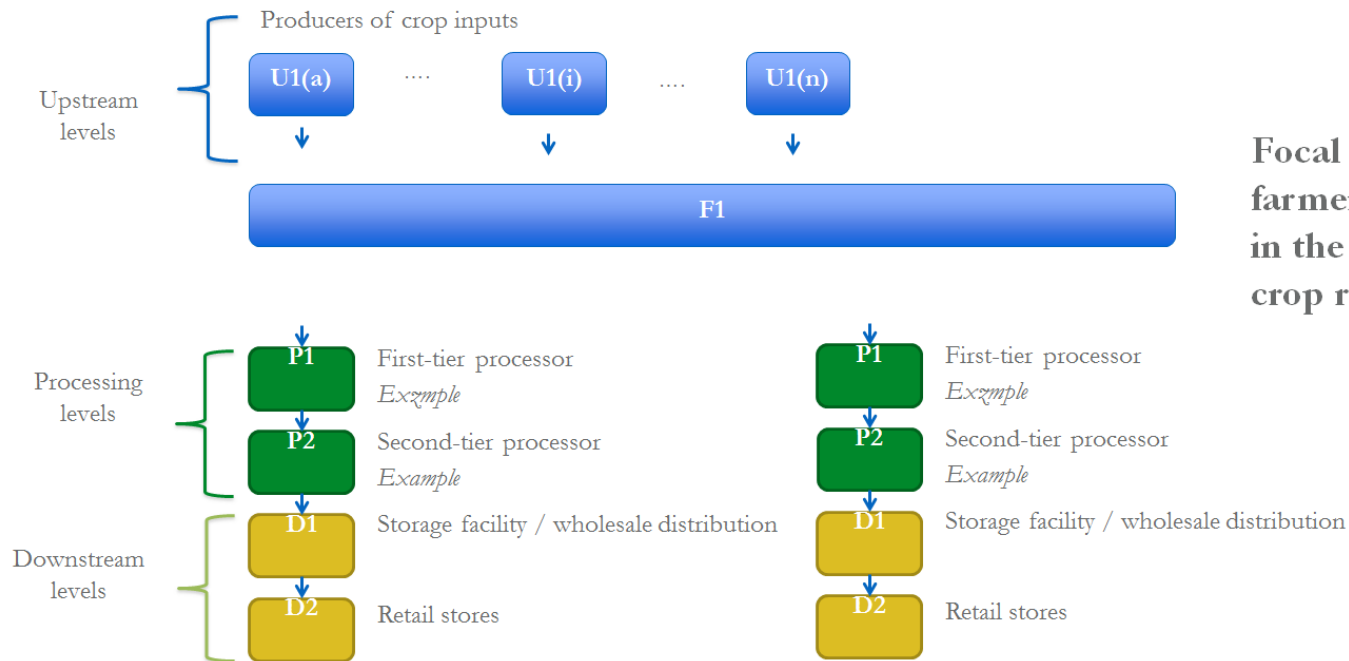 Producers of crop inputs
U1(a) .... U1(i) .... U1(n)
Upstream
levels
F1
Focal
in the
crop
P1 First-tier processor P1 First-tier processor
Exzmple Exzmple
Processing
levels
P2 Second-tier processor P2 Second-tier processor
Example Example
D1 Storage facility / wholesale distribution D1 Storage facility / wholesale distribution
Downstream
levels
D2 Retail stores D2 Retail stores